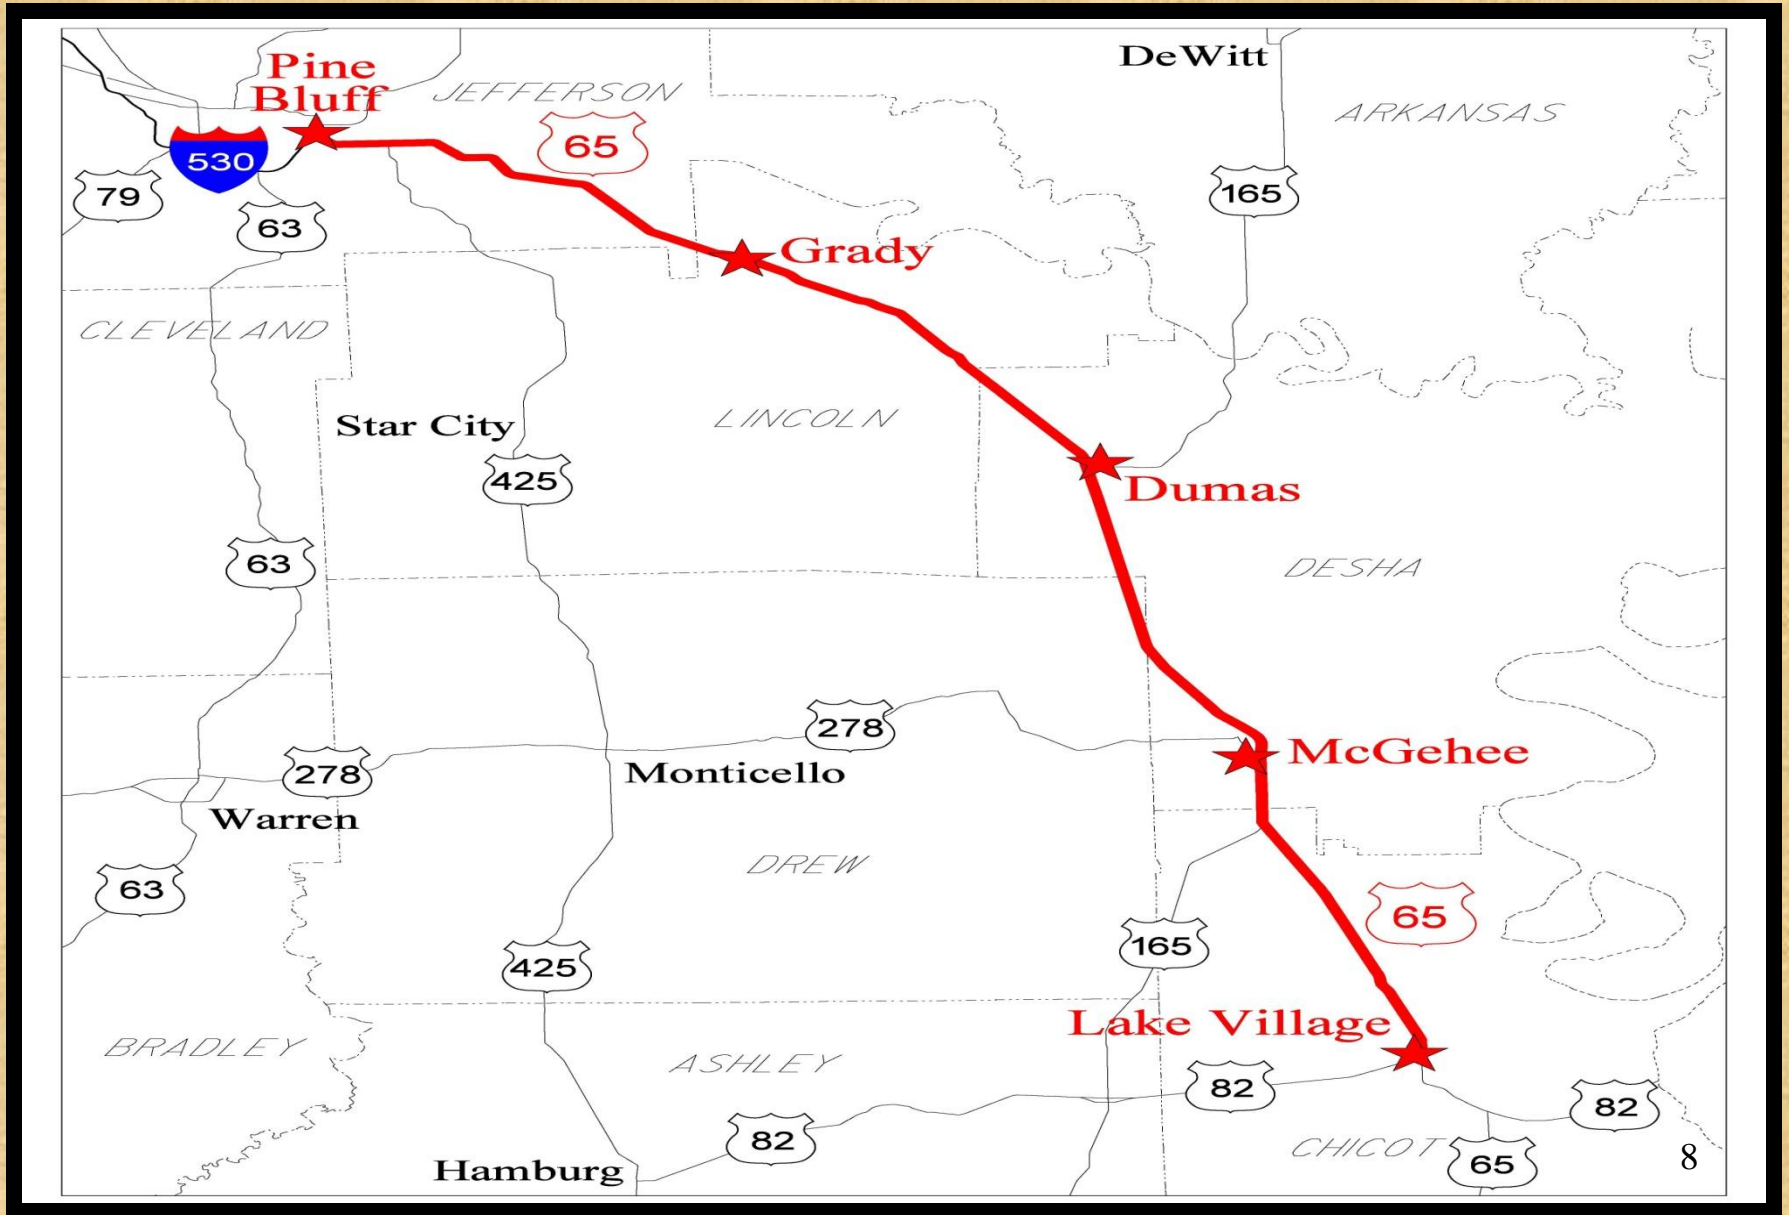 DeWitt
Pine
Bluff
JEFFERSON
ARKANSAS
65
530
79
165
63
Grady
CLEVELAND
Star City
LINCOLN
425
Dumas
63
DESHA
278
McGehee
278
Monticello
Warren
DREW
63
65
165
425
Lake Village
BRADLEY
ASHLEY
82
82
82
CHICOT
8
65
Hamburg